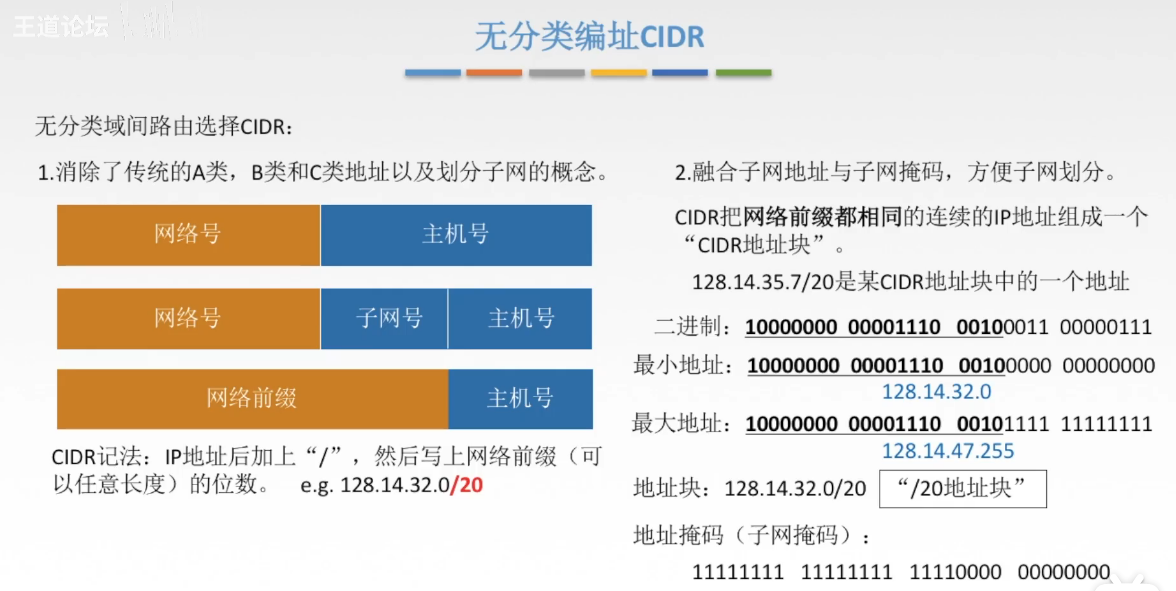 王道论坛
无分类编址CIDR
无分类域间路由选择CIDR：
1.消除了传统的A类，B类和C类地址以及划分子网的概念。
网络号 主机号
网络号 子网号 主机号
网络前缀 主机号
CIDR记法：IP地址后加上“/”，然后写上网络前缀（可
以任意长度）的位数。 e.g. 128.14.32.0/20
2.融合子网地址与子网掩码，方便子网划分。
CIDR把网络前缀都相同的连续的IP地址组成一个
“CIDR地址块”。
128.14.35.7/20是某CIDR地址块中的一个地址
二进制：10000000 00001110 00100011 00000111
最小地址：10000000 00001110 00100000 00000000
128.14.32.0
最大地址：10000000 00001110 00101111 11111111
128.14.47.255
地址块：128.14.32.0/20 “/20地址块”
地址掩码（子网掩码）：
11111111 11111111 11110000 00000000